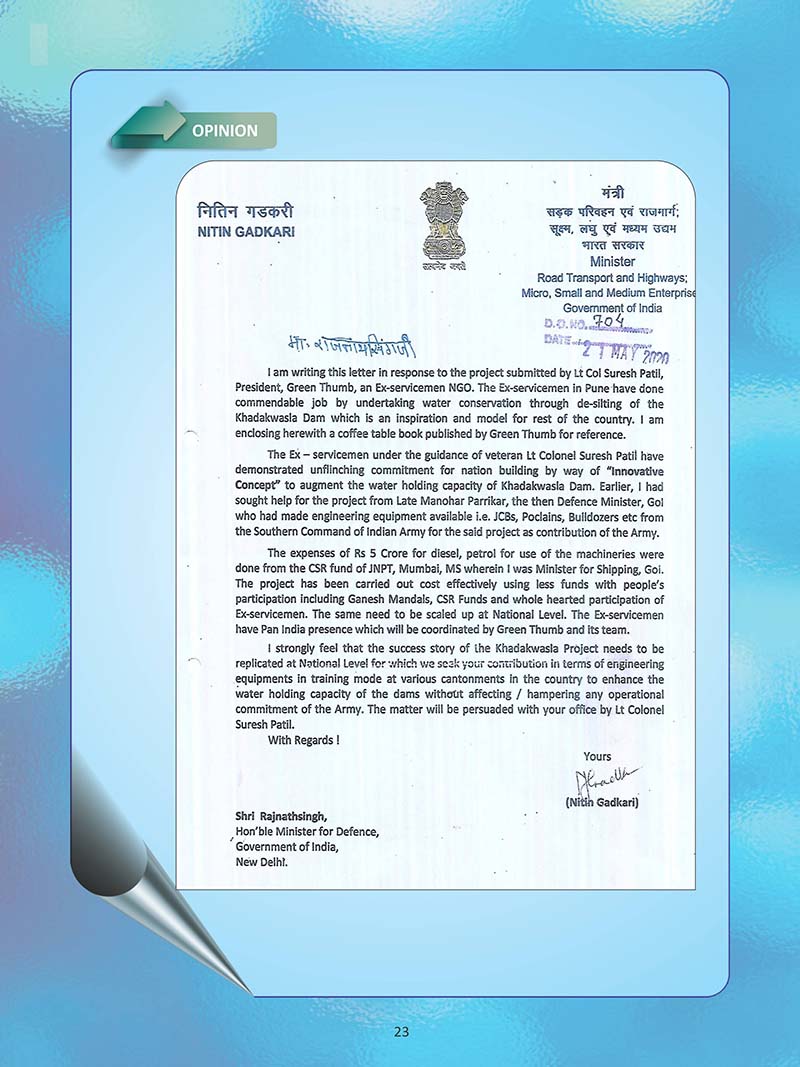 OPINION
नितिन गडकरी
NITIN GADKARI
सत्यमेव जयते
मंत्री
सड़क परिवहन एवं राजमार्ग;
सूक्ष्म, लघु एवं मध्यम उद्यम
भारत सरकार
Minister
Road Transport and Highways;
Micro, Small and Medium Enterprise
Government of India
D.O.NO. 704
DATE 21 MAY 2020
मा. राजनाथसिंगजी
I am writing this letter in response to the project submitted by Lt Col Suresh Patil,
President, Green Thumb, an Ex-servicemen NGO. The Ex-servicemen in Pune have done
commendable job by undertaking water conservation through de-silting of the
Khadakwasla Dam which is an inspiration and model for rest of the country. I am
enclosing herewith a coffee table book published by Green Thumb for reference.
The Ex – servicemen under the guidance of veteran Lt Colonel Suresh Patil have
demonstrated unflinching commitment for nation building by way of “Innovative
Concept” to augment the water holding capacity of Khadakwasla Dam. Earlier, I had
sought help for the project from Late Manohar Parrikar, the then Defence Minister, GoI
who had made engineering equipment available i.e. JCBs, Poclains, Bulldozers etc from
the Southern Command of Indian Army for the said project as contribution of the Army.
The expenses of Rs 5 Crore for diesel, petrol for use of the machineries were
done from the CSR fund of JNPT, Mumbai, MS wherein I was Minister for Shipping, Goi.
The project has been carried out cost effectively using less funds with people’s
participation including Ganesh Mandals, CSR Funds and whole hearted participation of
Ex-servicemen. The same need to be scaled up at National Level. The Ex-servicemen
have Pan India presence which will be coordinated by Green Thumb and its team.
I strongly feel that the success story of the Khadakwasla Project needs to be
replicated at National Level for which we seek your contribution in terms of engineering
equipments in training mode at various cantonments in the country to enhance the
water holding capacity of the dams without affecting / hampering any operational
commitment of the Army. The matter will be persuaded with your office by Lt Colonel
Suresh Patil.
With Regards !
Yours
(Nitin Gadkari)
Shri Rajnathsingh,
Hon’ble Minister for Defence,
Government of India,
New Delhi.
23